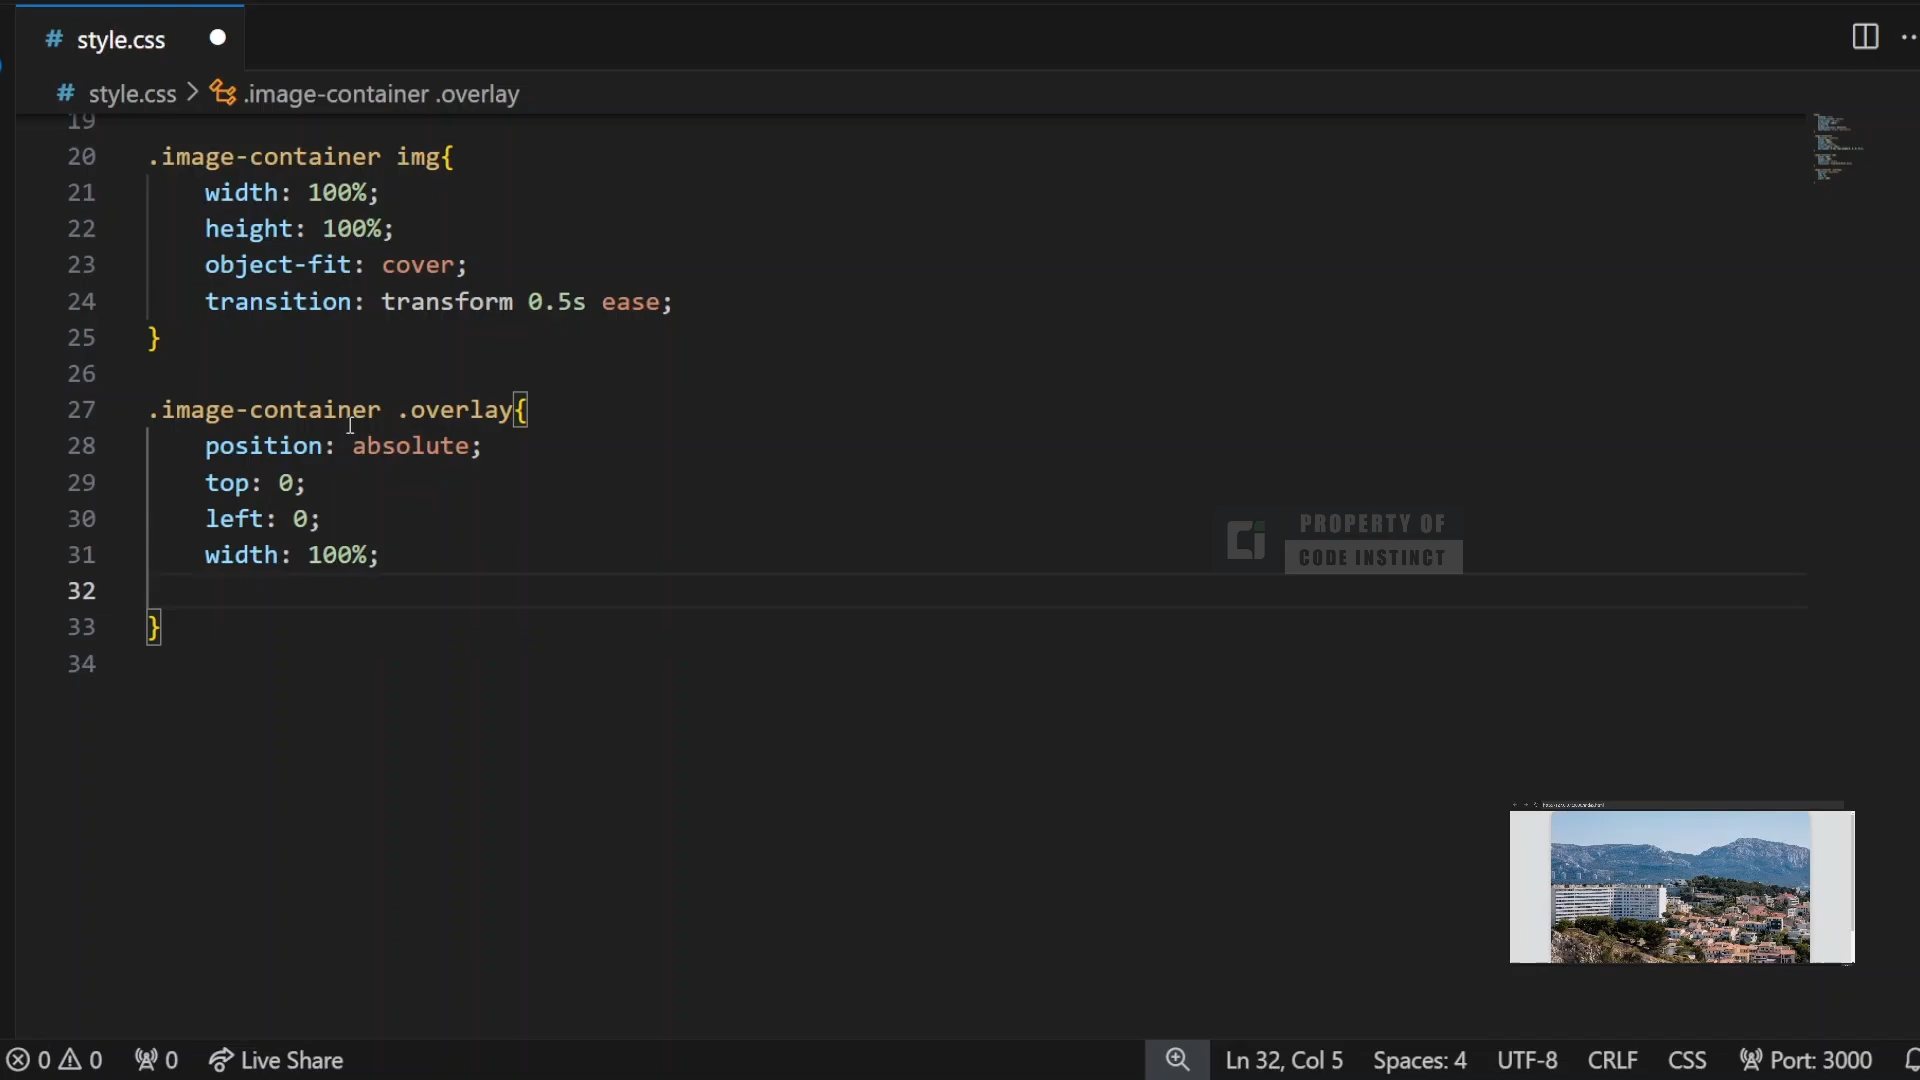 # style.css
# style.css > .image-container .overlay
19
20 .image-container img{
21 width: 100%;
22 height: 100%;
23 object-fit: cover;
24 transition: transform 0.5s ease;
25 }
26
27 .image-container .overlay{
28 position: absolute;
29 top: 0;
30 left: 0;
31 width: 100%;
32
33 }
34
PROPERTY OF
CODE INSTINCT
0 0 0 Live Share Ln 32, Col 5 Spaces: 4 UTF-8 CRLF CSS Port: 3000